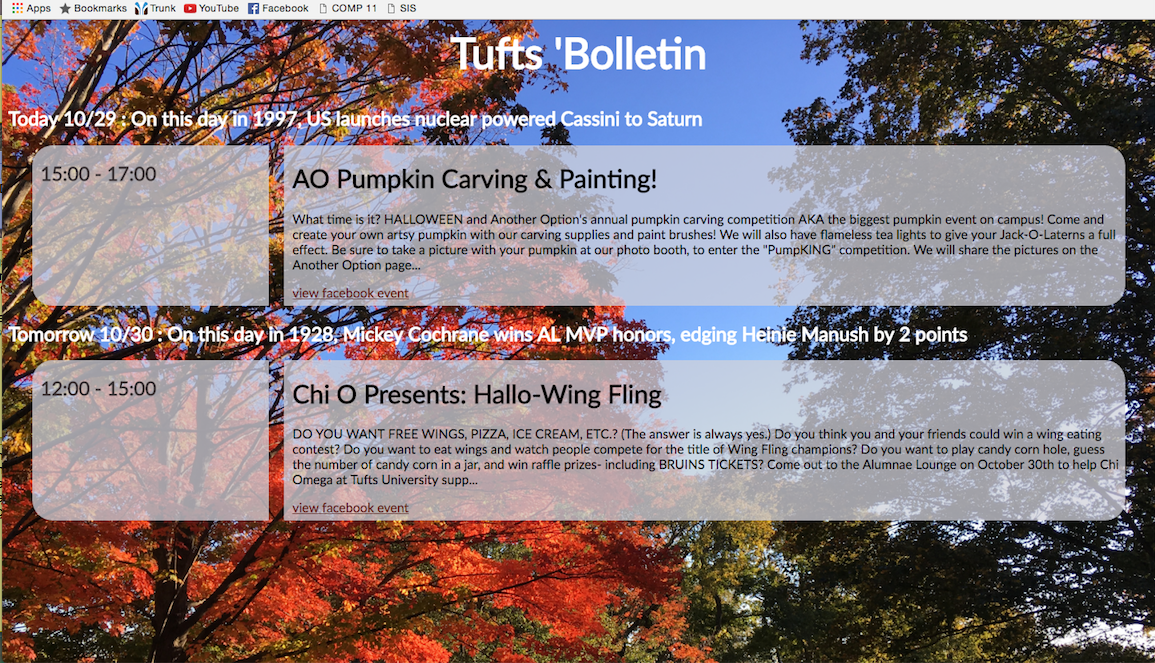 Apps Bookmarks Trunk YouTube Facebook COMP 11 SIS
Tufts 'Bolletin
Today 10/29 : On this day in 1997, US launches nuclear powered Cassini to Saturn
15:00 - 17:00
AO Pumpkin Carving & Painting!
What time is it? HALLOWEEN and Another Option's annual pumpkin carving competition AKA the biggest pumpkin event on campus! Come and
create your own artsy pumpkin with our carving supplies and paint brushes! We will also have flameless tea lights to give your Jack-O-Laterns a full
effect. Be sure to take a picture with your pumpkin at our photo booth, to enter the "PumpKING" competition. We will share the pictures on the
Another Option page...
view facebook event
Tomorrow 10/30 : On this day in 1928, Mickey Cochrane wins AL MVP honors, edging Heinie Manush by 2 points
12:00 - 15:00
Chi O Presents: Hallo-Wing Fling
DO YOU WANT FREE WINGS, PIZZA, ICE CREAM, ETC.? (The answer is always yes.) Do you think you and your friends could win a wing eating
contest? Do you want to eat wings and watch people compete for the title of Wing Fling champions? Do you want to play candy corn hole, guess
the number of candy corn in a jar, and win raffle prizes- including BRUINS TICKETS? Come out to the Alumnae Lounge on October 30th to help Chi
Omega at Tufts University supp...
view facebook event